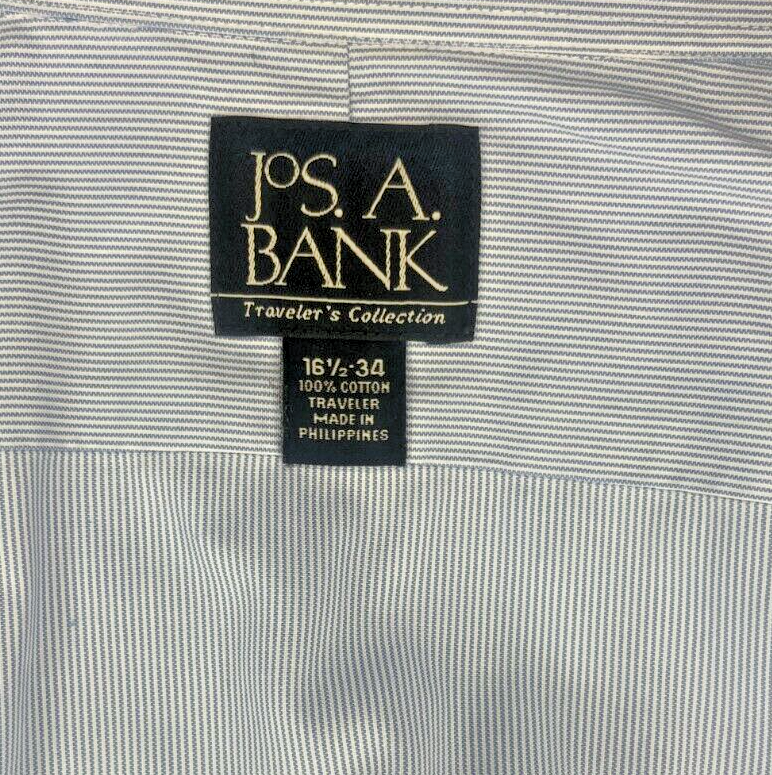 JoS. A.
BANK
Traveler's Collection
16½-34
100% COTTON
TRAVELER
MADE IN
PHILIPPINES